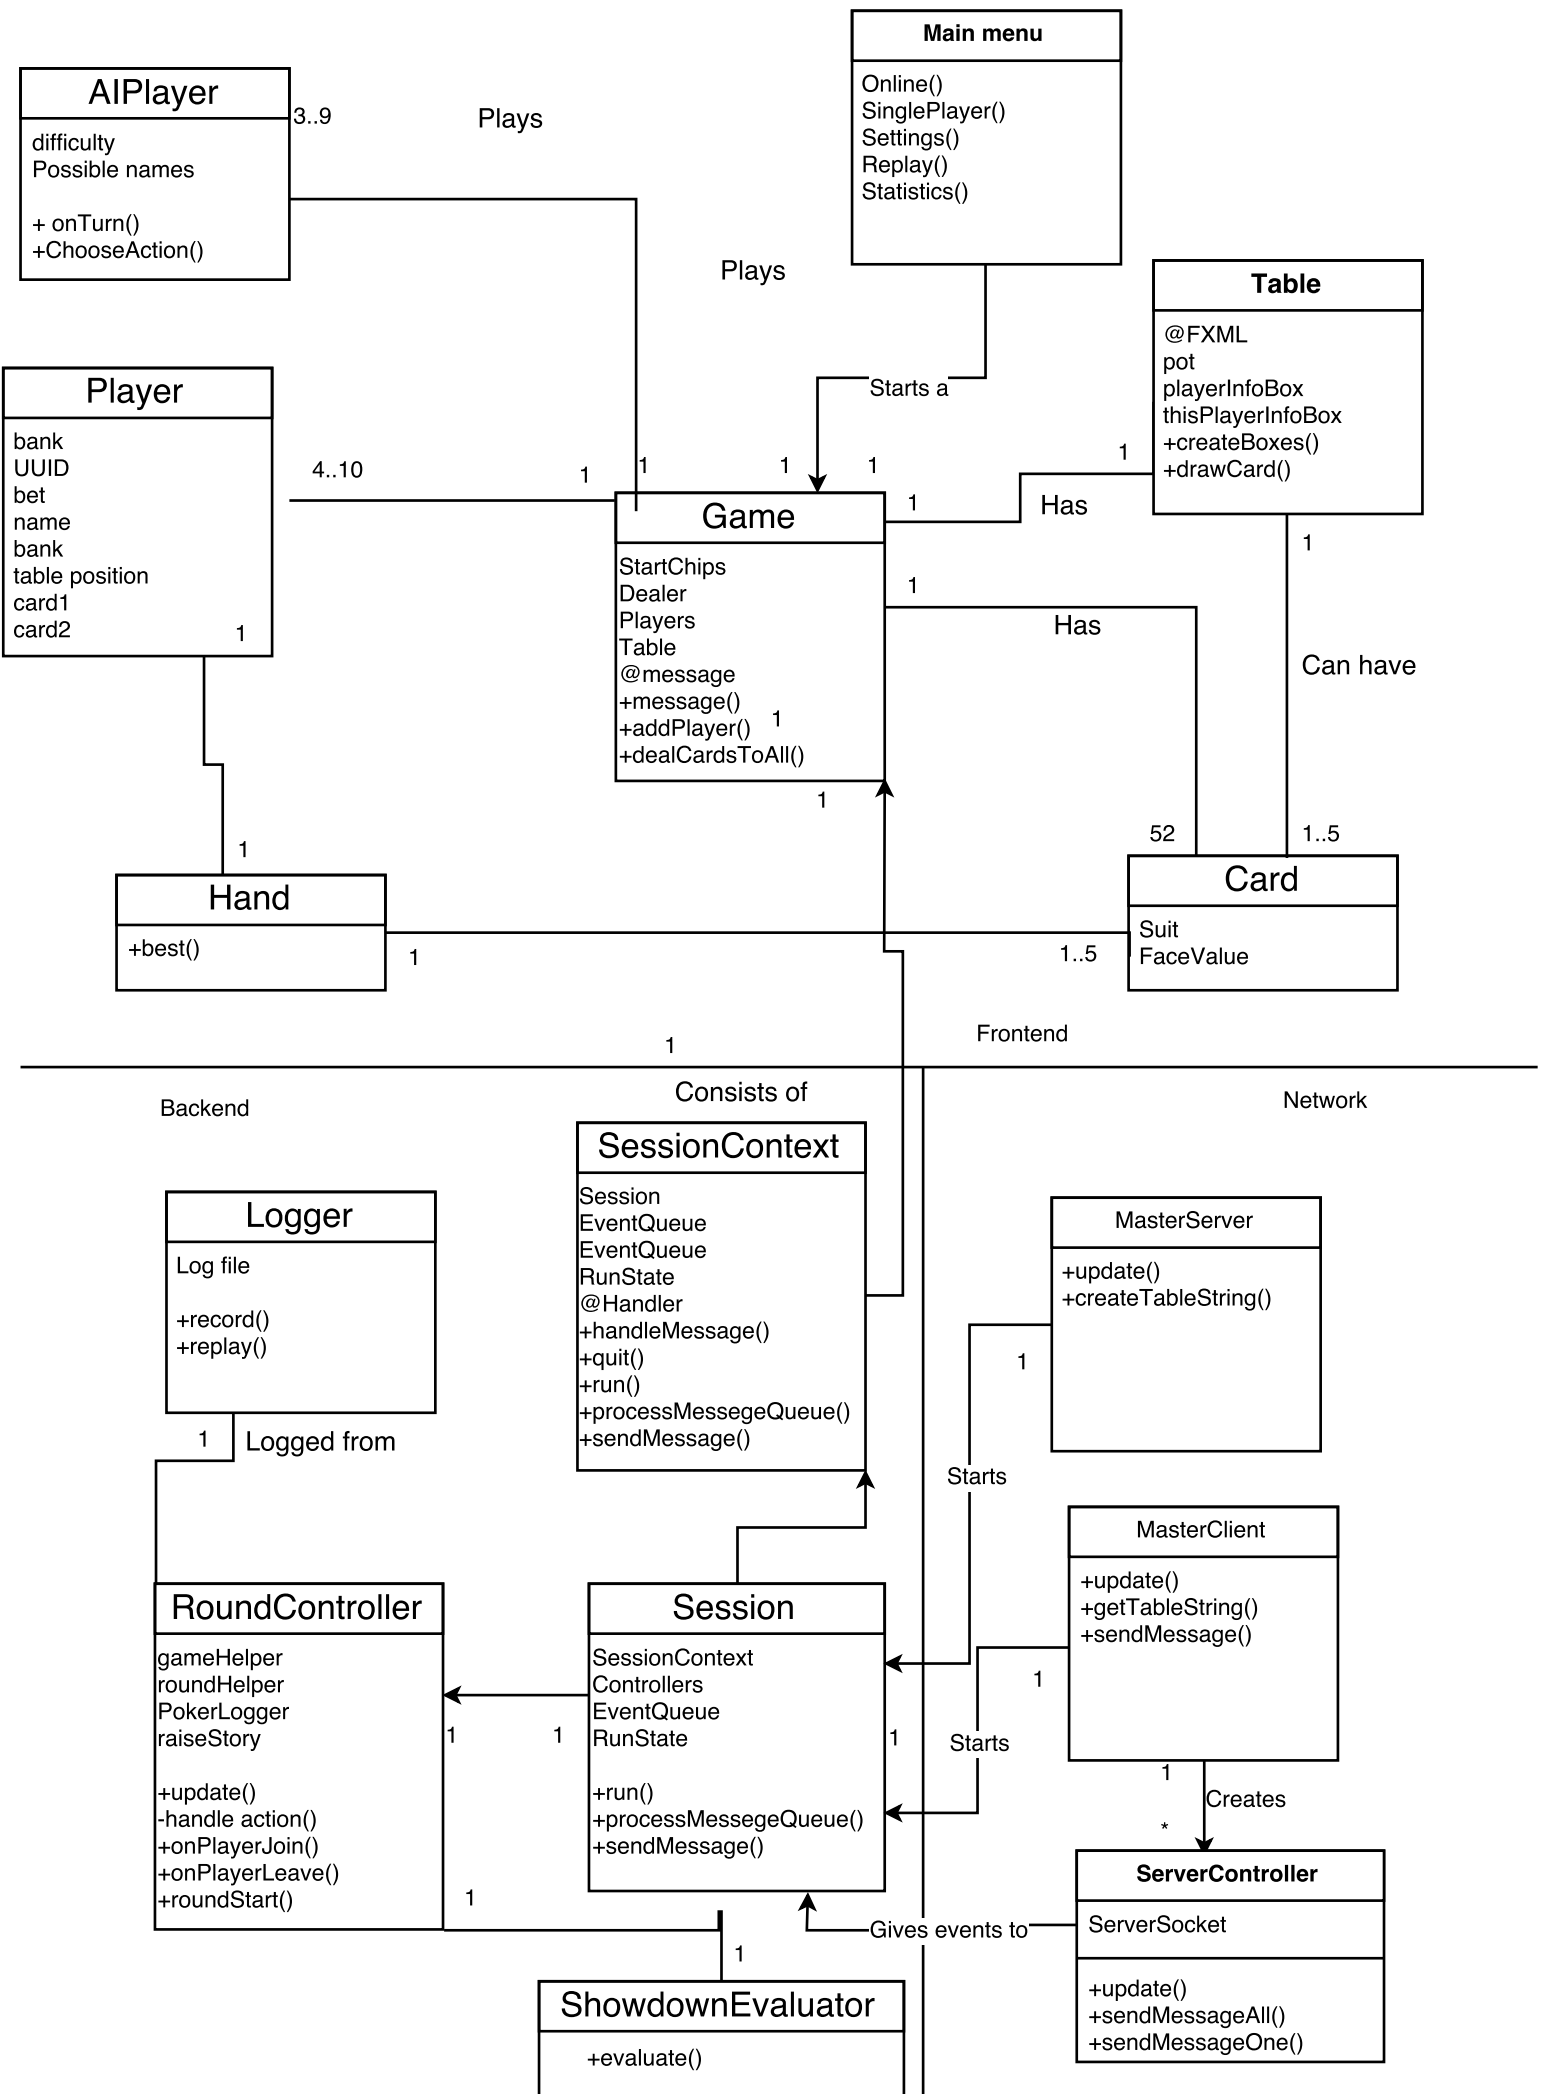 Main menu
Online()
SinglePlayer()
Settings()
Replay()
Statistics()
AIPlayer
difficulty
Possible names
+ onTurn()
+ChooseAction()
3..9
Plays
Plays
Starts a
Table
@FXML
pot
playerInfoBox
thisPlayerInfoBox
+createBoxes()
+drawCard()
Player
bank
UUID
bet
name
bank
table position
card1
card2
1
4..10
1
1
1
1
1
1
Has
Game
StartChips
Dealer
Players
Table
@message
+message()
+addPlayer()
1
+dealCardsToAll()
1
1
Has
1
Can have
52
1..5
1
Hand
+best()
1
1..5
Card
Suit
FaceValue
Frontend
1
Backend
Consists of
Network
SessionContext
Session
EventQueue
EventQueue
RunState
@Handler
+handleMessage()
+quit()
+run()
+processMessegeQueue()
+sendMessage()
Logger
Log file
+record()
+replay()
1
Logged from
MasterServer
+update()
+createTableString()
1
Starts
MasterClient
+update()
+getTableString()
+sendMessage()
1
Starts
RoundController
gameHelper
roundHelper
PokerLogger
raiseStory
+update()
-handle action()
+onPlayerJoin()
+onPlayerLeave()
+roundStart()
1
1
1
Session
SessionContext
Controllers
EventQueue
RunState
+run()
+processMessegeQueue()
+sendMessage()
1
1
Creates
*
ServerController
ServerSocket
+update()
+sendMessageAll()
+sendMessageOne()
Gives events to
1
ShowdownEvaluator
+evaluate()